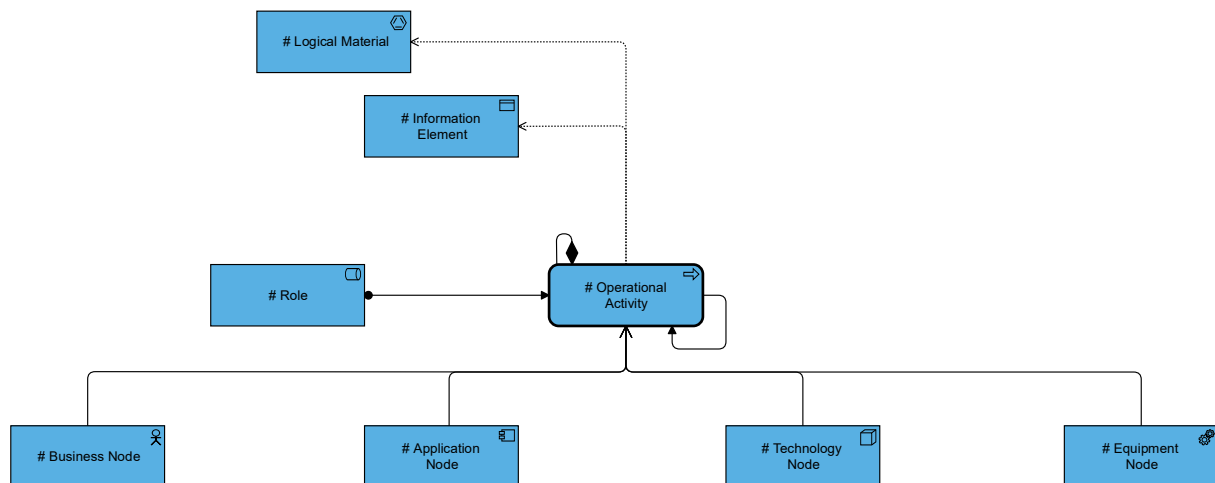 # Logical Material
# Information
Element
# Role
# Operational
Activity
# Business Node
# Application
Node
# Technology
Node
# Equipment
Node